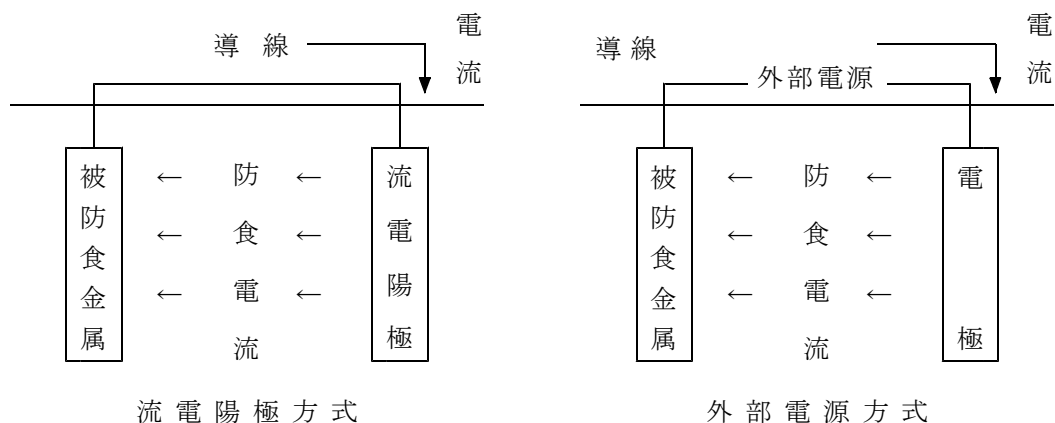 導線
電流
被防食金属
← 防 ←
← 食 ←
← 電 ←
流
流電陽極
流電陽極方式
導線
電流
外部電源
被防食金属
← 防 ←
← 食 ←
← 電 ←
流
電極
外部電源方式